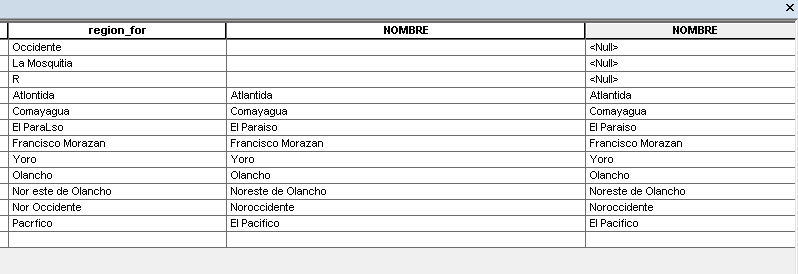 region_for NOMBRE NOMBRE
Occidente <Null>
La Mosquitia <Null>
R <Null>
Atlontida Atlantida Atlantida
Comayagua Comayagua Comayagua
El ParaLso El Paraiso El Paraiso
Francisco Morazan Francisco Morazan Francisco Morazan
Yoro Yoro Yoro
Olancho Olancho Olancho
Nor este de Olancho Noreste de Olancho Noreste de Olancho
Nor Occidente Noroccidente Noroccidente
Pacrfico El Pacifico El Pacifico